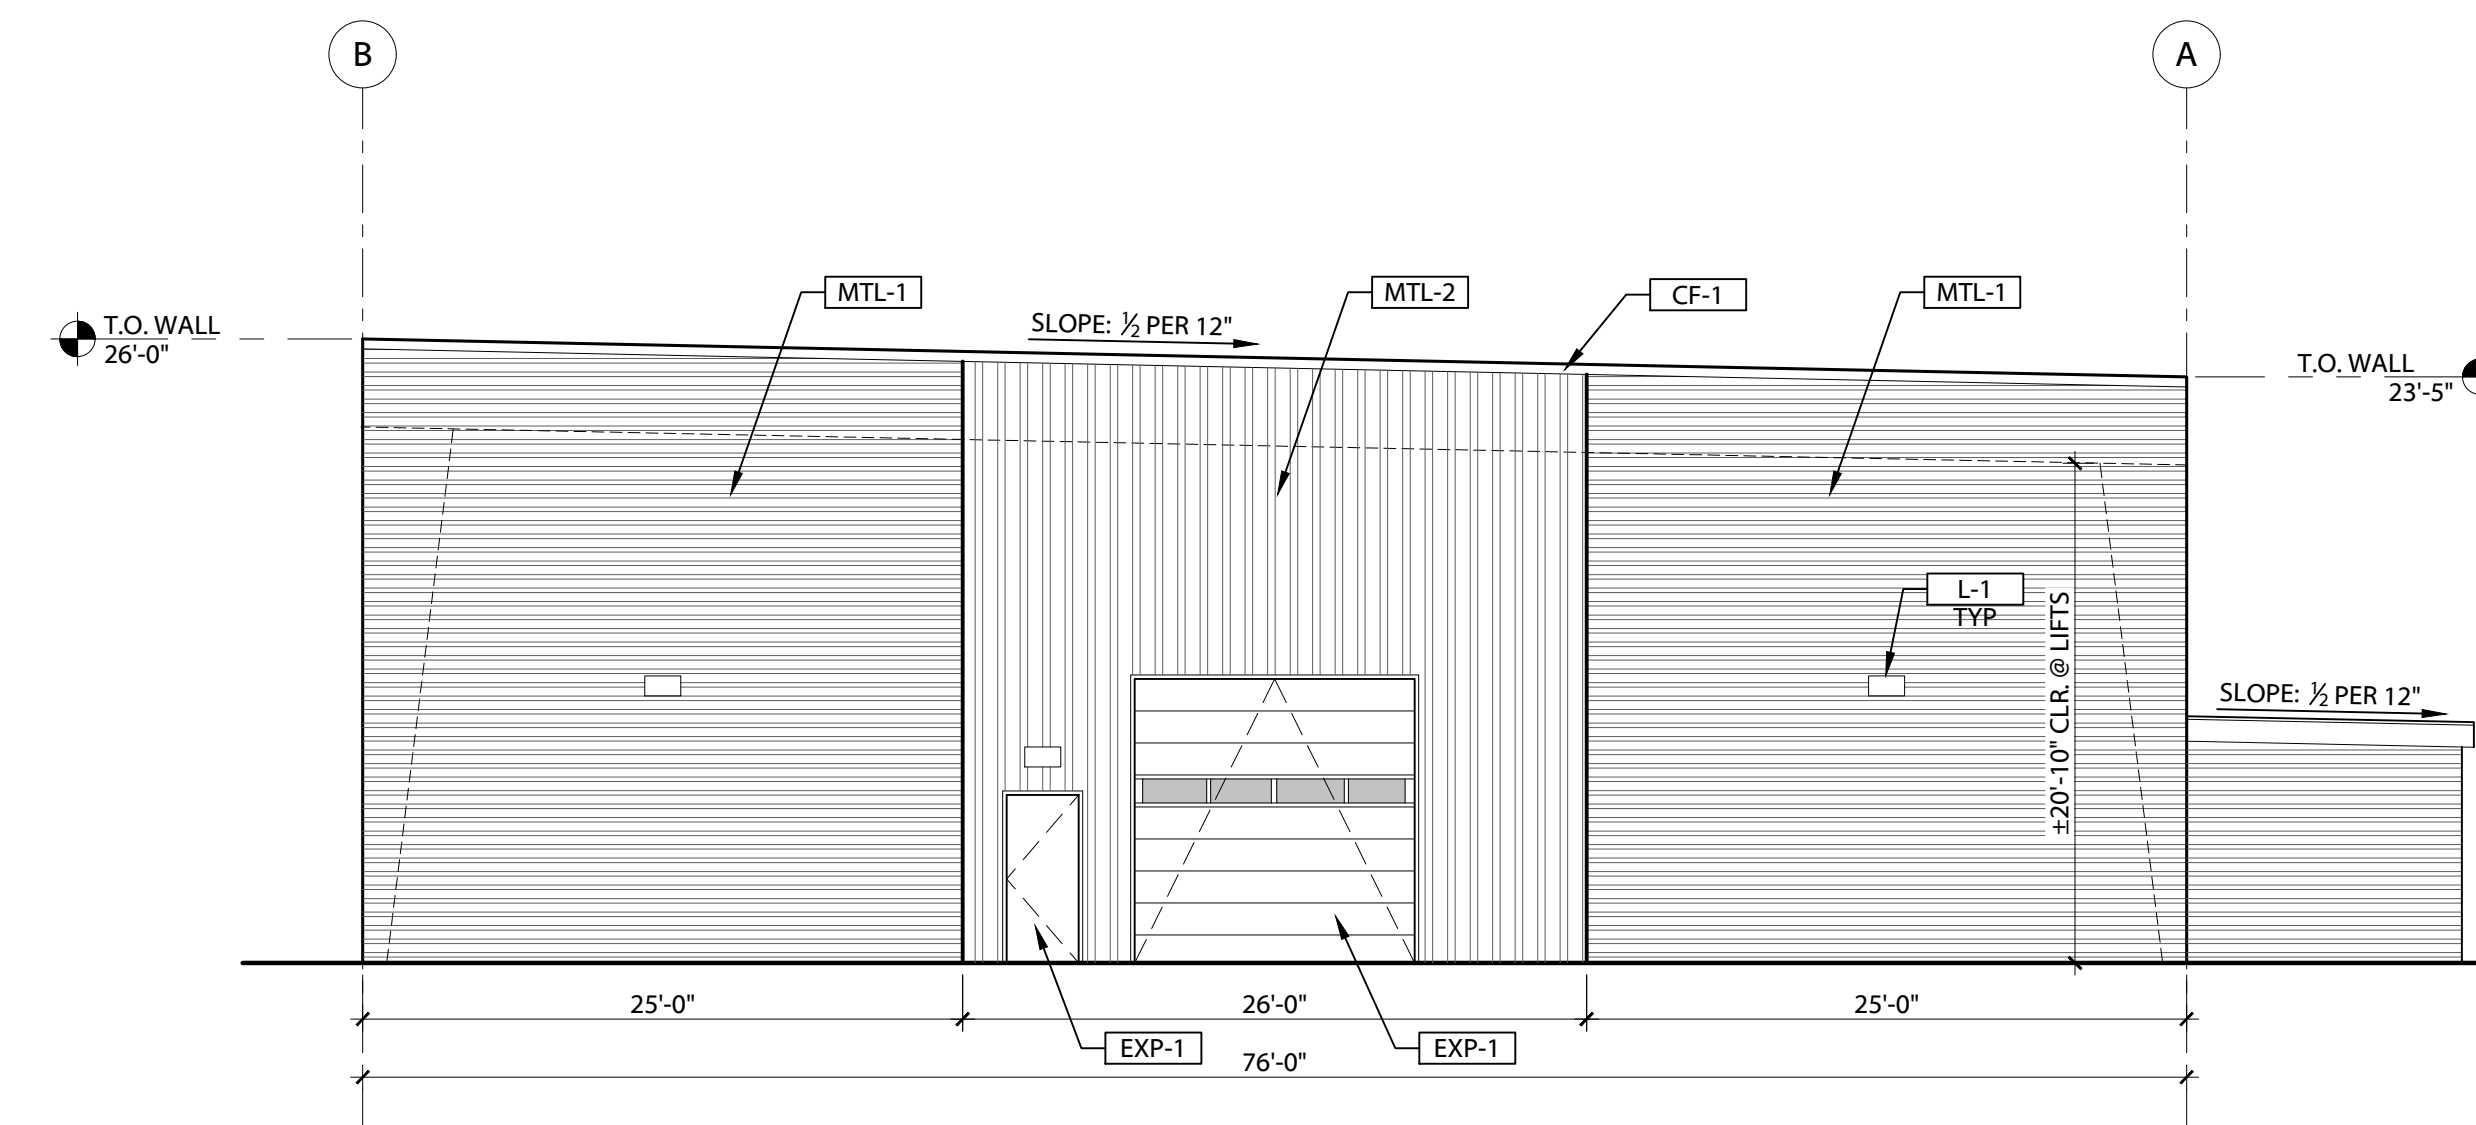 B
A
MTL-1
MTL-2
CF-1
MTL-1
SLOPE: ½ PER 12"
T.O. WALL
26'-0"
T.O. WALL
23'-5"
L-1
TYP
±20'-10" CLR. @ LIFTS
SLOPE: ½ PER 12"
25'-0"
26'-0"
25'-0"
EXP-1
EXP-1
76'-0"